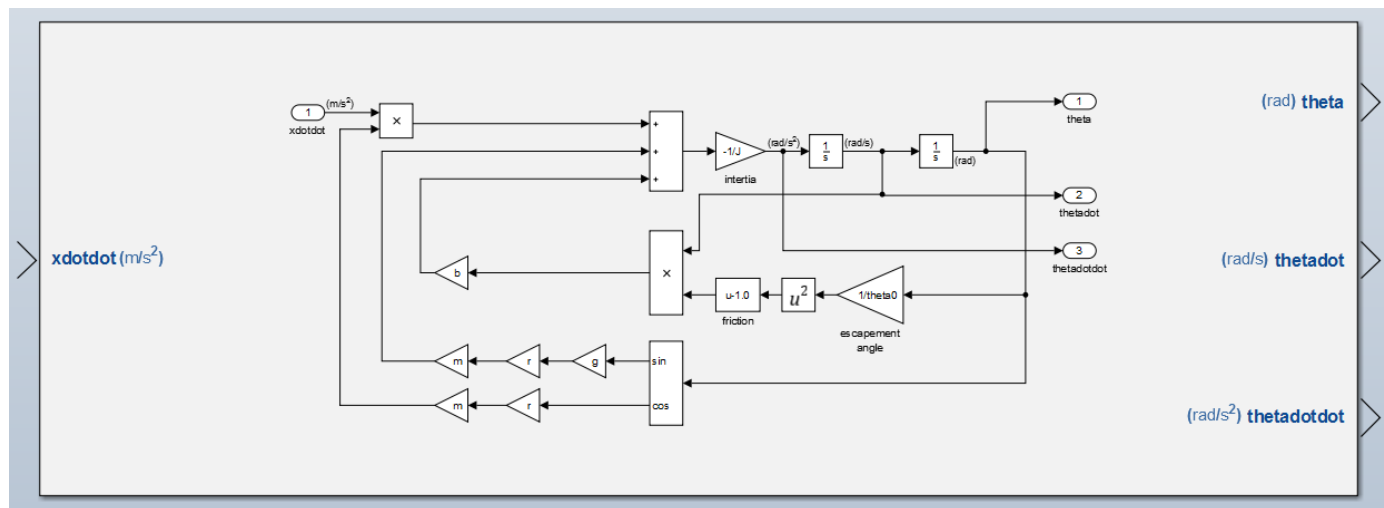 1
(m/s²)
xdotdot
×
+
+
+
-1/J
intertia
(rad/s²)
1
s
(rad/s)
1
s
(rad)
1
theta
2
thetadot
3
thetadotdot
b
×
u-1.0
friction
u²
1/theta0
escapement
angle
m
r
g
sin
m
r
cos
xdotdot (m/s²)
(rad) theta
(rad/s) thetadot
(rad/s²) thetadotdot